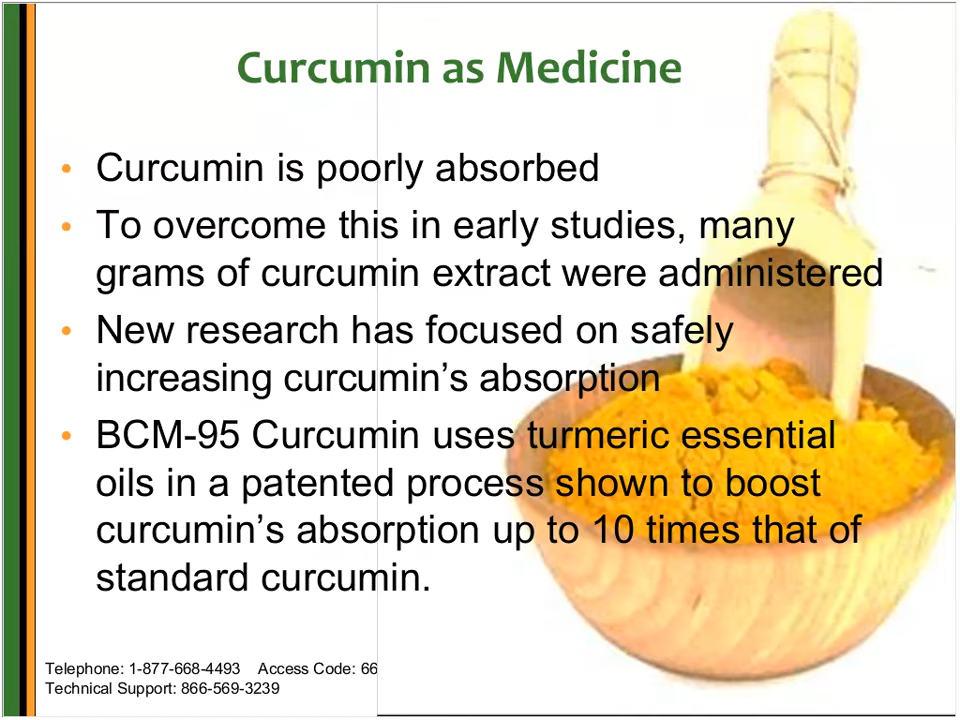 Curcumin as Medicine
• Curcumin is poorly absorbed
• To overcome this in early studies, many
grams of curcumin extract were administered
• New research has focused on safely
increasing curcumin’s absorption
• BCM-95 Curcumin uses turmeric essential
oils in a patented process shown to boost
curcumin’s absorption up to 10 times that of
standard curcumin.
Telephone: 1-877-668-4493 Access Code: 66
Technical Support: 866-569-3239